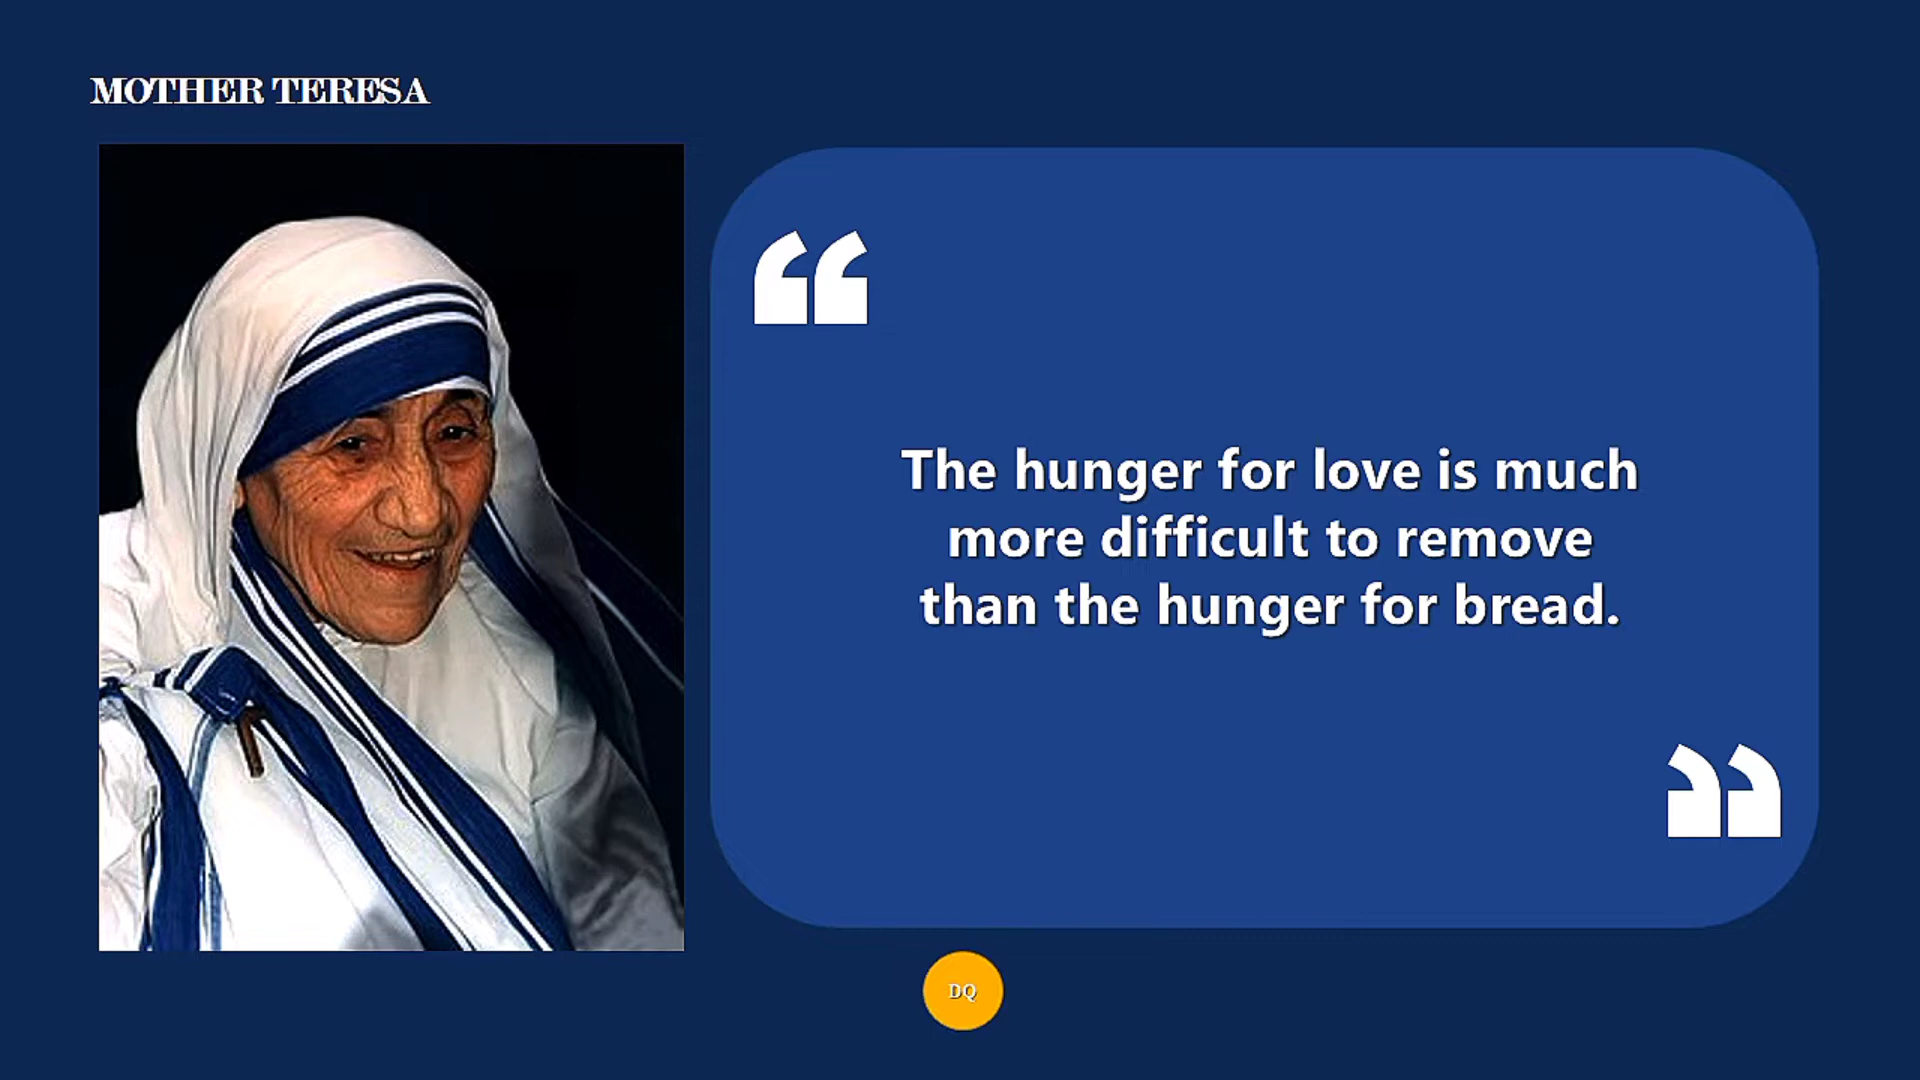 MOTHER TERESA
“
The hunger for love is much
more difficult to remove
than the hunger for bread.
”
DQ